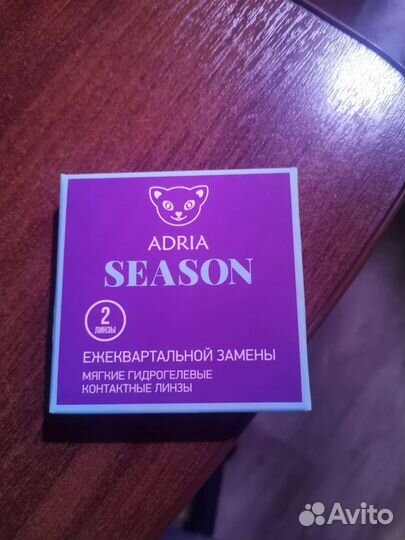 ADRIA
SEASON
2
ЛИНЗЫ
ЕЖЕКВАРТАЛЬНОЙ ЗАМЕНЫ
МЯГКИЕ ГИДРОГЕЛЕВЫЕ
КОНТАКТНЫЕ ЛИНЗЫ
Avito